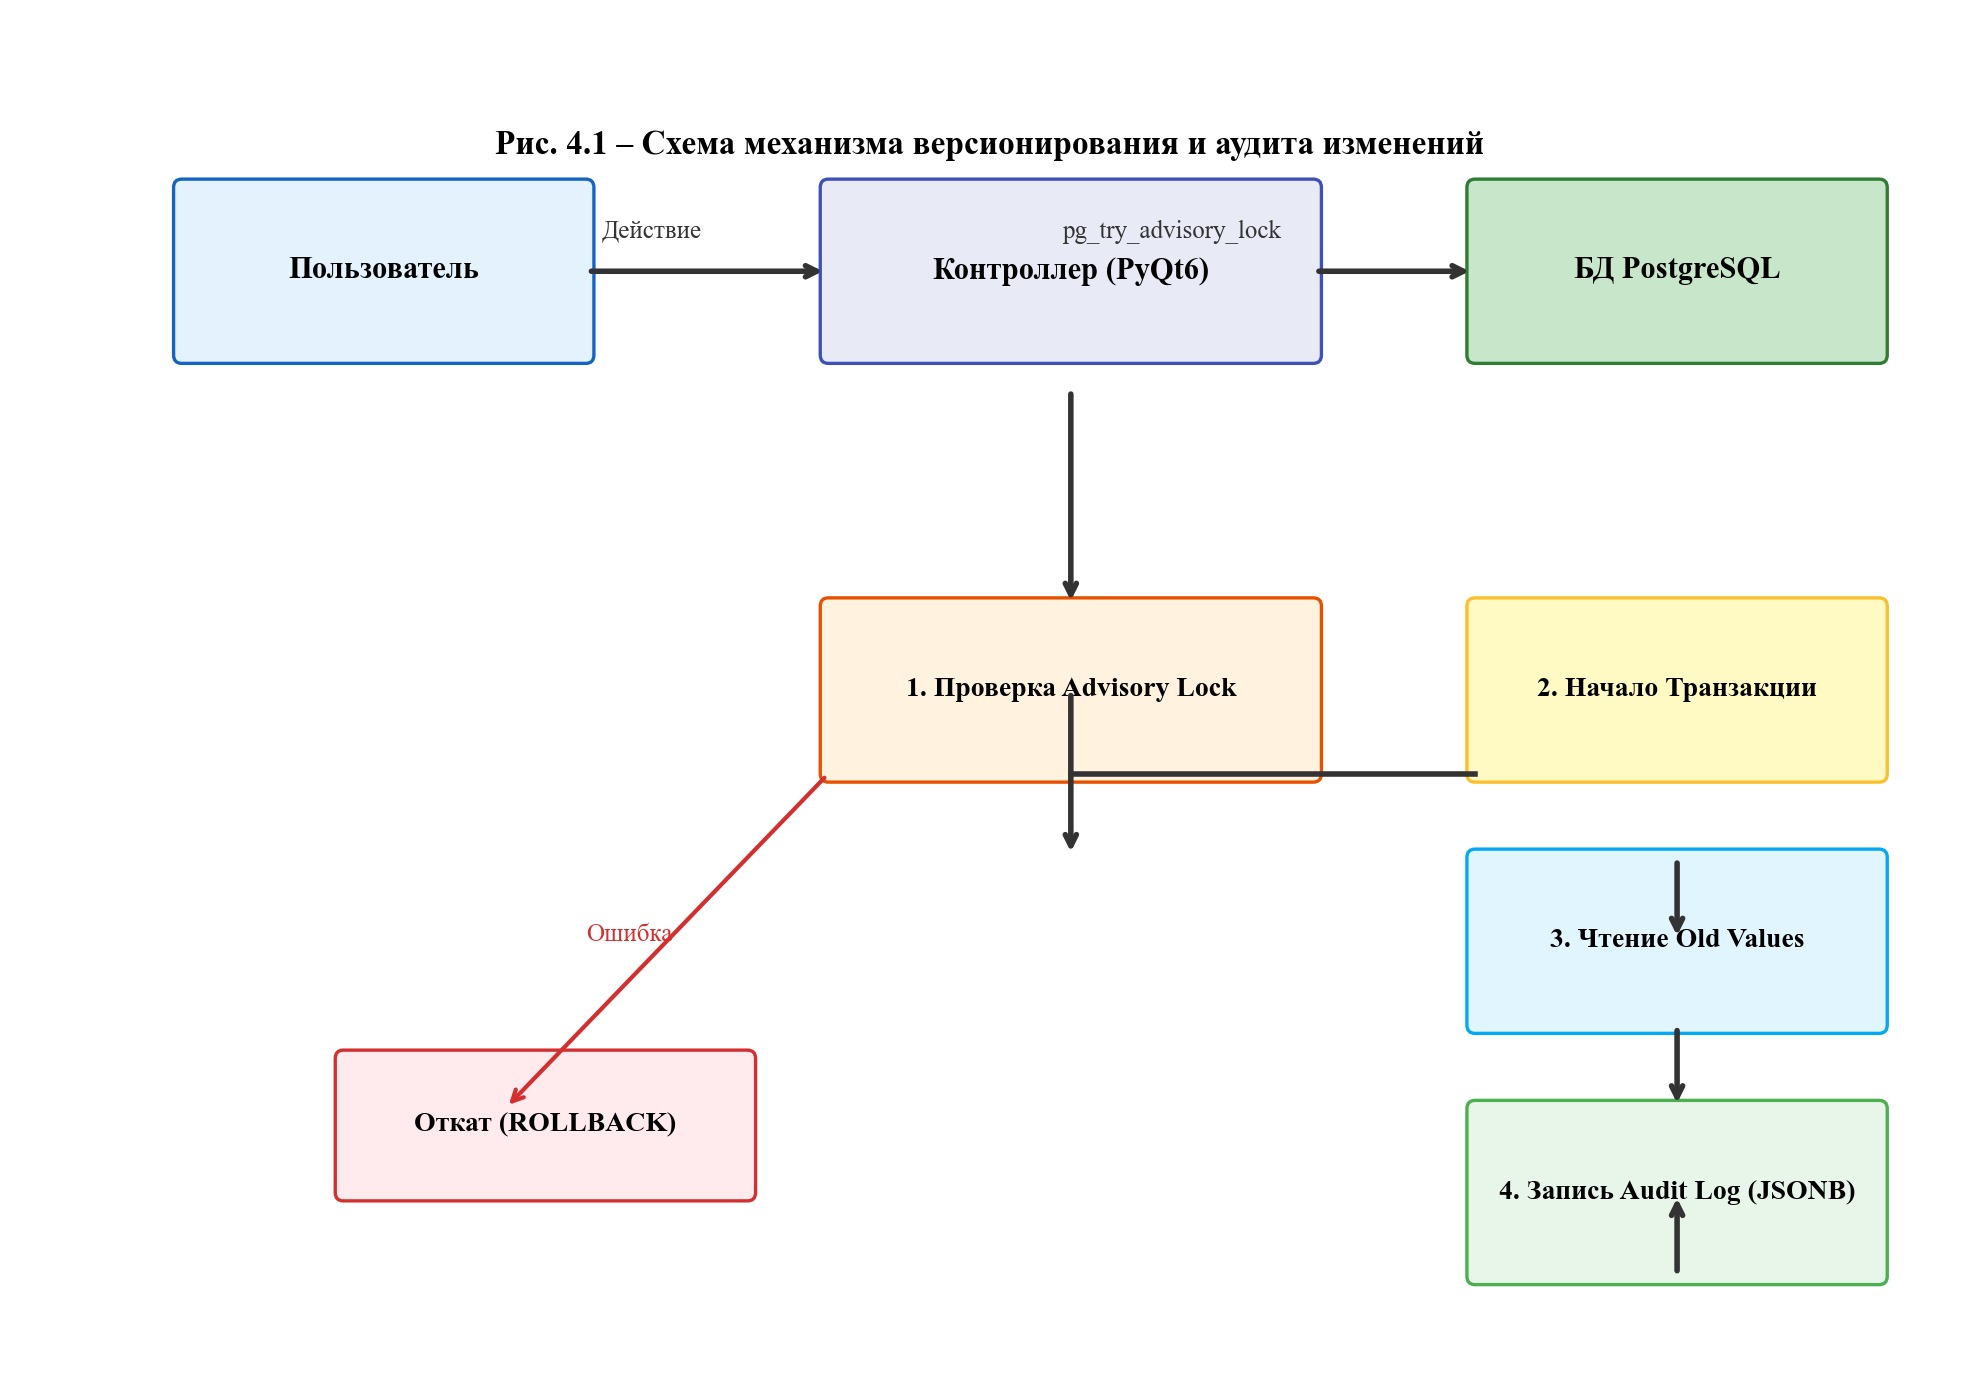 Рис. 4.1 – Схема механизма версионирования и аудита изменений
Действие
pg_try_advisory_lock
Пользователь
Контроллер (PyQt6)
БД PostgreSQL
1. Проверка Advisory Lock
2. Начало Транзакции
Ошибка
3. Чтение Old Values
Откат (ROLLBACK)
4. Запись Audit Log (JSONB)